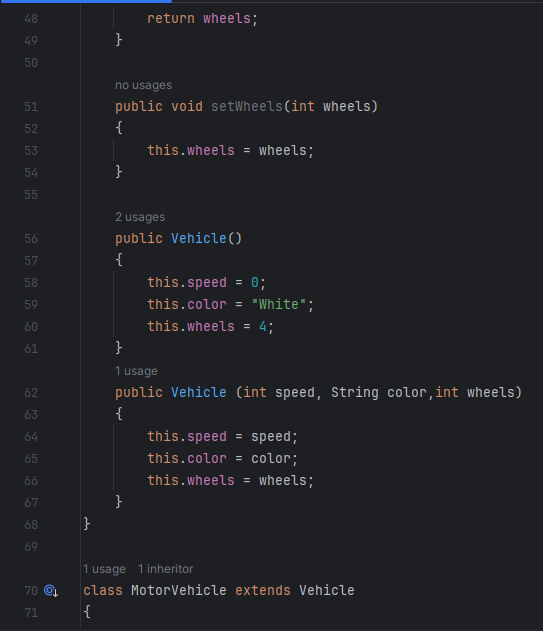 48 return wheels;
49 }
50
no usages
51 public void setWheels(int wheels)
52 {
53 this.wheels = wheels;
54 }
55
2 usages
56 public Vehicle()
57 {
58 this.speed = 0;
59 this.color = "White";
60 this.wheels = 4;
61 }
1 usage
62 public Vehicle (int speed, String color,int wheels)
63 {
64 this.speed = speed;
65 this.color = color;
66 this.wheels = wheels;
67 }
68 }
69
1 usage 1 inheritor
70 class MotorVehicle extends Vehicle
71 {